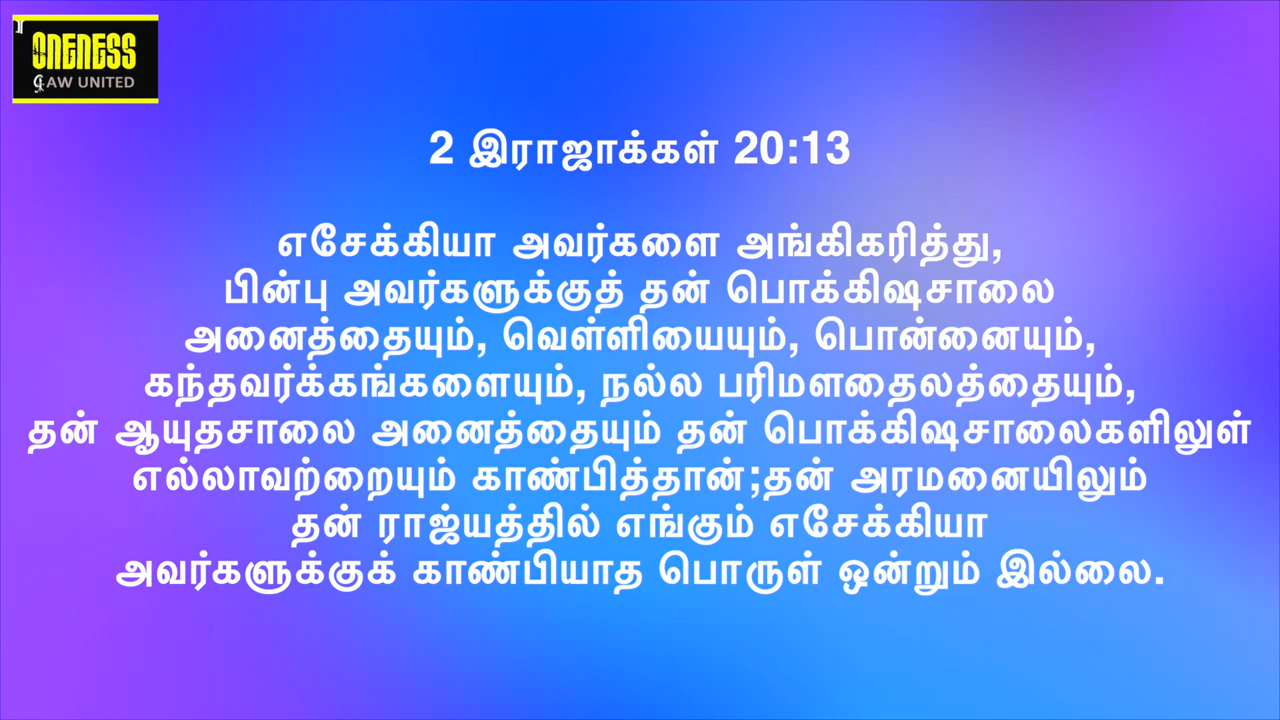 ONENESS
LAW UNITED
2 இராஜாக்கள் 20:13
எசேக்கியா அவர்களை அங்கிகரித்து,
பின்பு அவர்களுக்குத் தன் பொக்கிஷசாலை
அனைத்தையும், வெள்ளியையும், பொன்னையும்,
கந்தவர்க்கங்களையும், நல்ல பரிமளதைலத்தையும்,
தன் ஆயுதசாலை அனைத்தையும் தன் பொக்கிஷசாலைகளிலுள்
எல்லாவற்றையும் காண்பித்தான்;தன் அரமனையிலும்
தன் ராஜ்யத்தில் எங்கும் எசேக்கியா
அவர்களுக்குக் காண்பியாத பொருள் ஒன்றும் இல்லை.